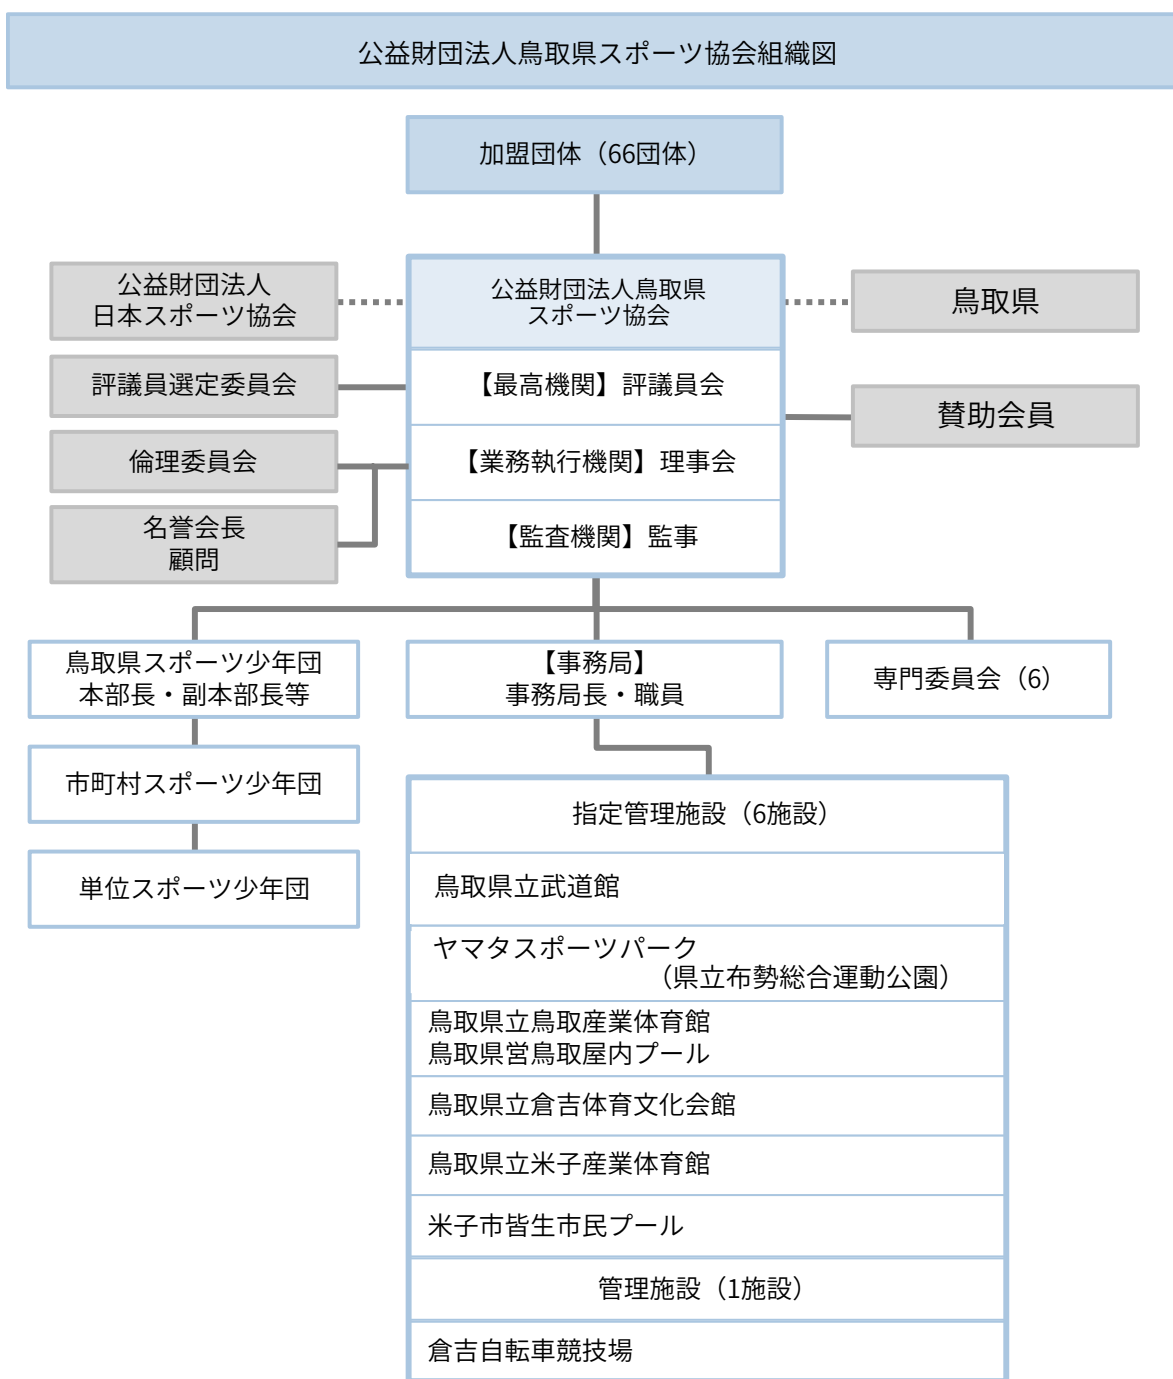 公益財団法人鳥取県スポーツ協会組織図
加盟団体（66団体）
公益財団法人
日本スポーツ協会
公益財団法人鳥取県
スポーツ協会
鳥取県
評議員選定委員会
【最高機関】評議員会
賛助会員
倫理委員会
【業務執行機関】理事会
名誉会長
顧問
【監査機関】監事
鳥取県スポーツ少年団
本部長・副本部長等
【事務局】
事務局長・職員
専門委員会（6）
市町村スポーツ少年団
単位スポーツ少年団
指定管理施設（6施設）
鳥取県立武道館
ヤマタスポーツパーク
（県立布勢総合運動公園）
鳥取県立鳥取産業体育館
鳥取県営鳥取屋内プール
鳥取県立倉吉体育文化会館
鳥取県立米子産業体育館
米子市皆生市民プール
管理施設（1施設）
倉吉自転車競技場